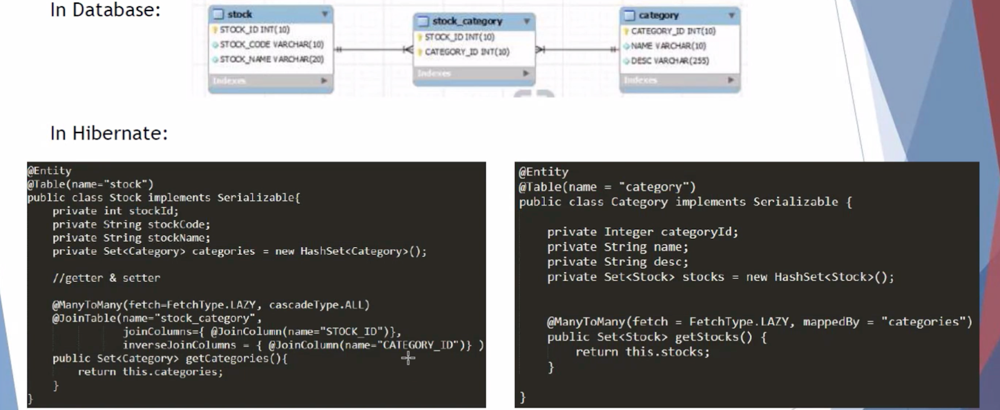 In Database:
stock
STOCK_ID INT(10)
STOCK_CODE VARCHAR(10)
STOCK_NAME VARCHAR(20)
Indexes
stock_category
STOCK_ID INT(10)
CATEGORY_ID INT(10)
Indexes
category
CATEGORY_ID INT(10)
NAME VARCHAR(10)
DESC VARCHAR(255)
Indexes
In Hibernate:
@Entity
@Table(name="stock")
public class Stock implements Serializable{
private int stockId;
private String stockCode;
private String stockName;
private Set<Category> categories = new HashSet<Category>();
//getter & setter
@ManyToMany(fetch=FetchType.LAZY, cascadeType.ALL)
@JoinTable(name="stock_category",
joinColumns={ @JoinColumn(name="STOCK_ID")},
inverseJoinColumns = { @JoinColumn(name="CATEGORY_ID")} )
public Set<Category> getCategories(){
return this.categories;
}
}
@Entity
@Table(name = "category")
public class Category implements Serializable {
private Integer categoryId;
private String name;
private String desc;
private Set<Stock> stocks = new HashSet<Stock>();
@ManyToMany(fetch = FetchType.LAZY, mappedBy = "categories")
public Set<Stock> getStocks() {
return this.stocks;
}
}